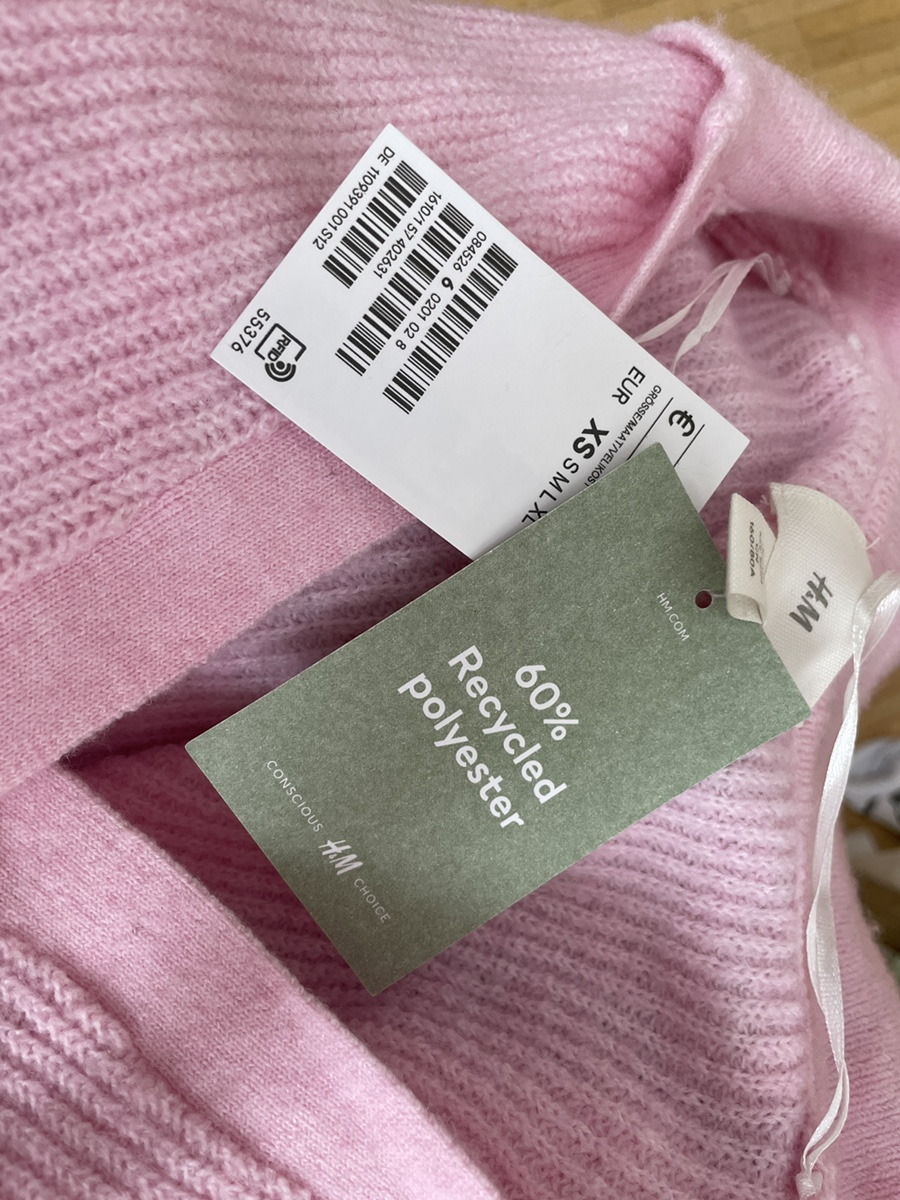 DE 1109391001S12
1610/1 57 402631
084526 6 0201 02 8
RFID
55376
€
GRÖSSE/MAAT/VELIKOST
EUR XS S M L XL
HM.COM
60%
Recycled
polyester
CONSCIOUS H&M CHOICE
H&M
160/80A